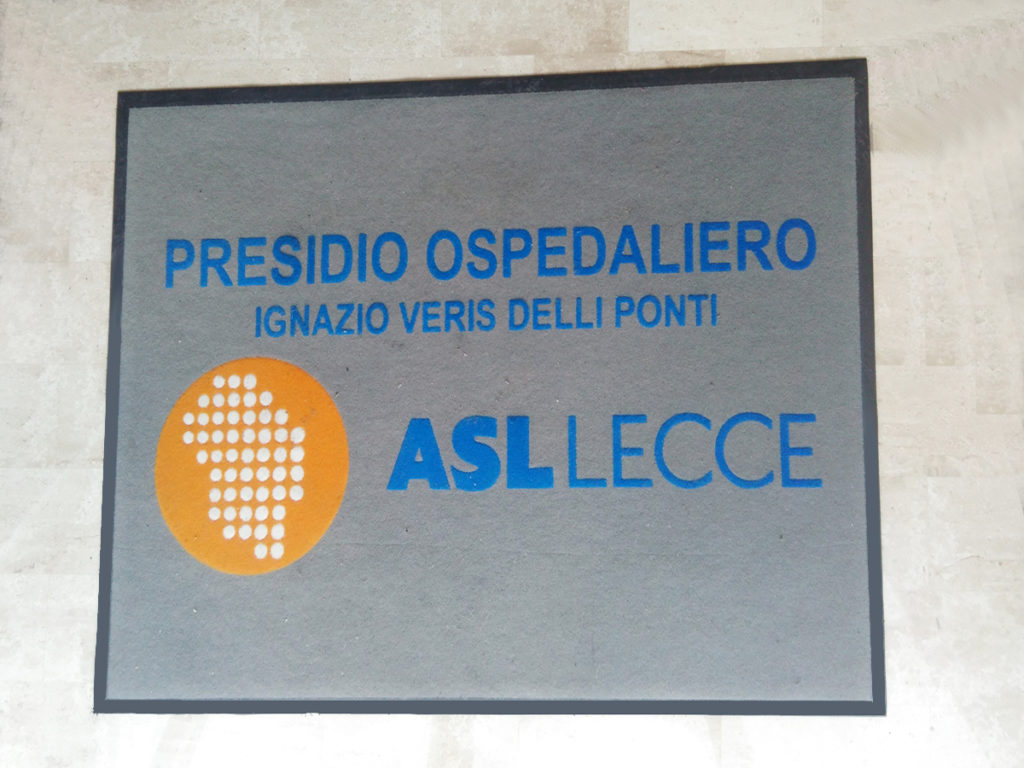 PRESIDIO OSPEDALIERO
IGNAZIO VERIS DELLI PONTI
ASL LECCE